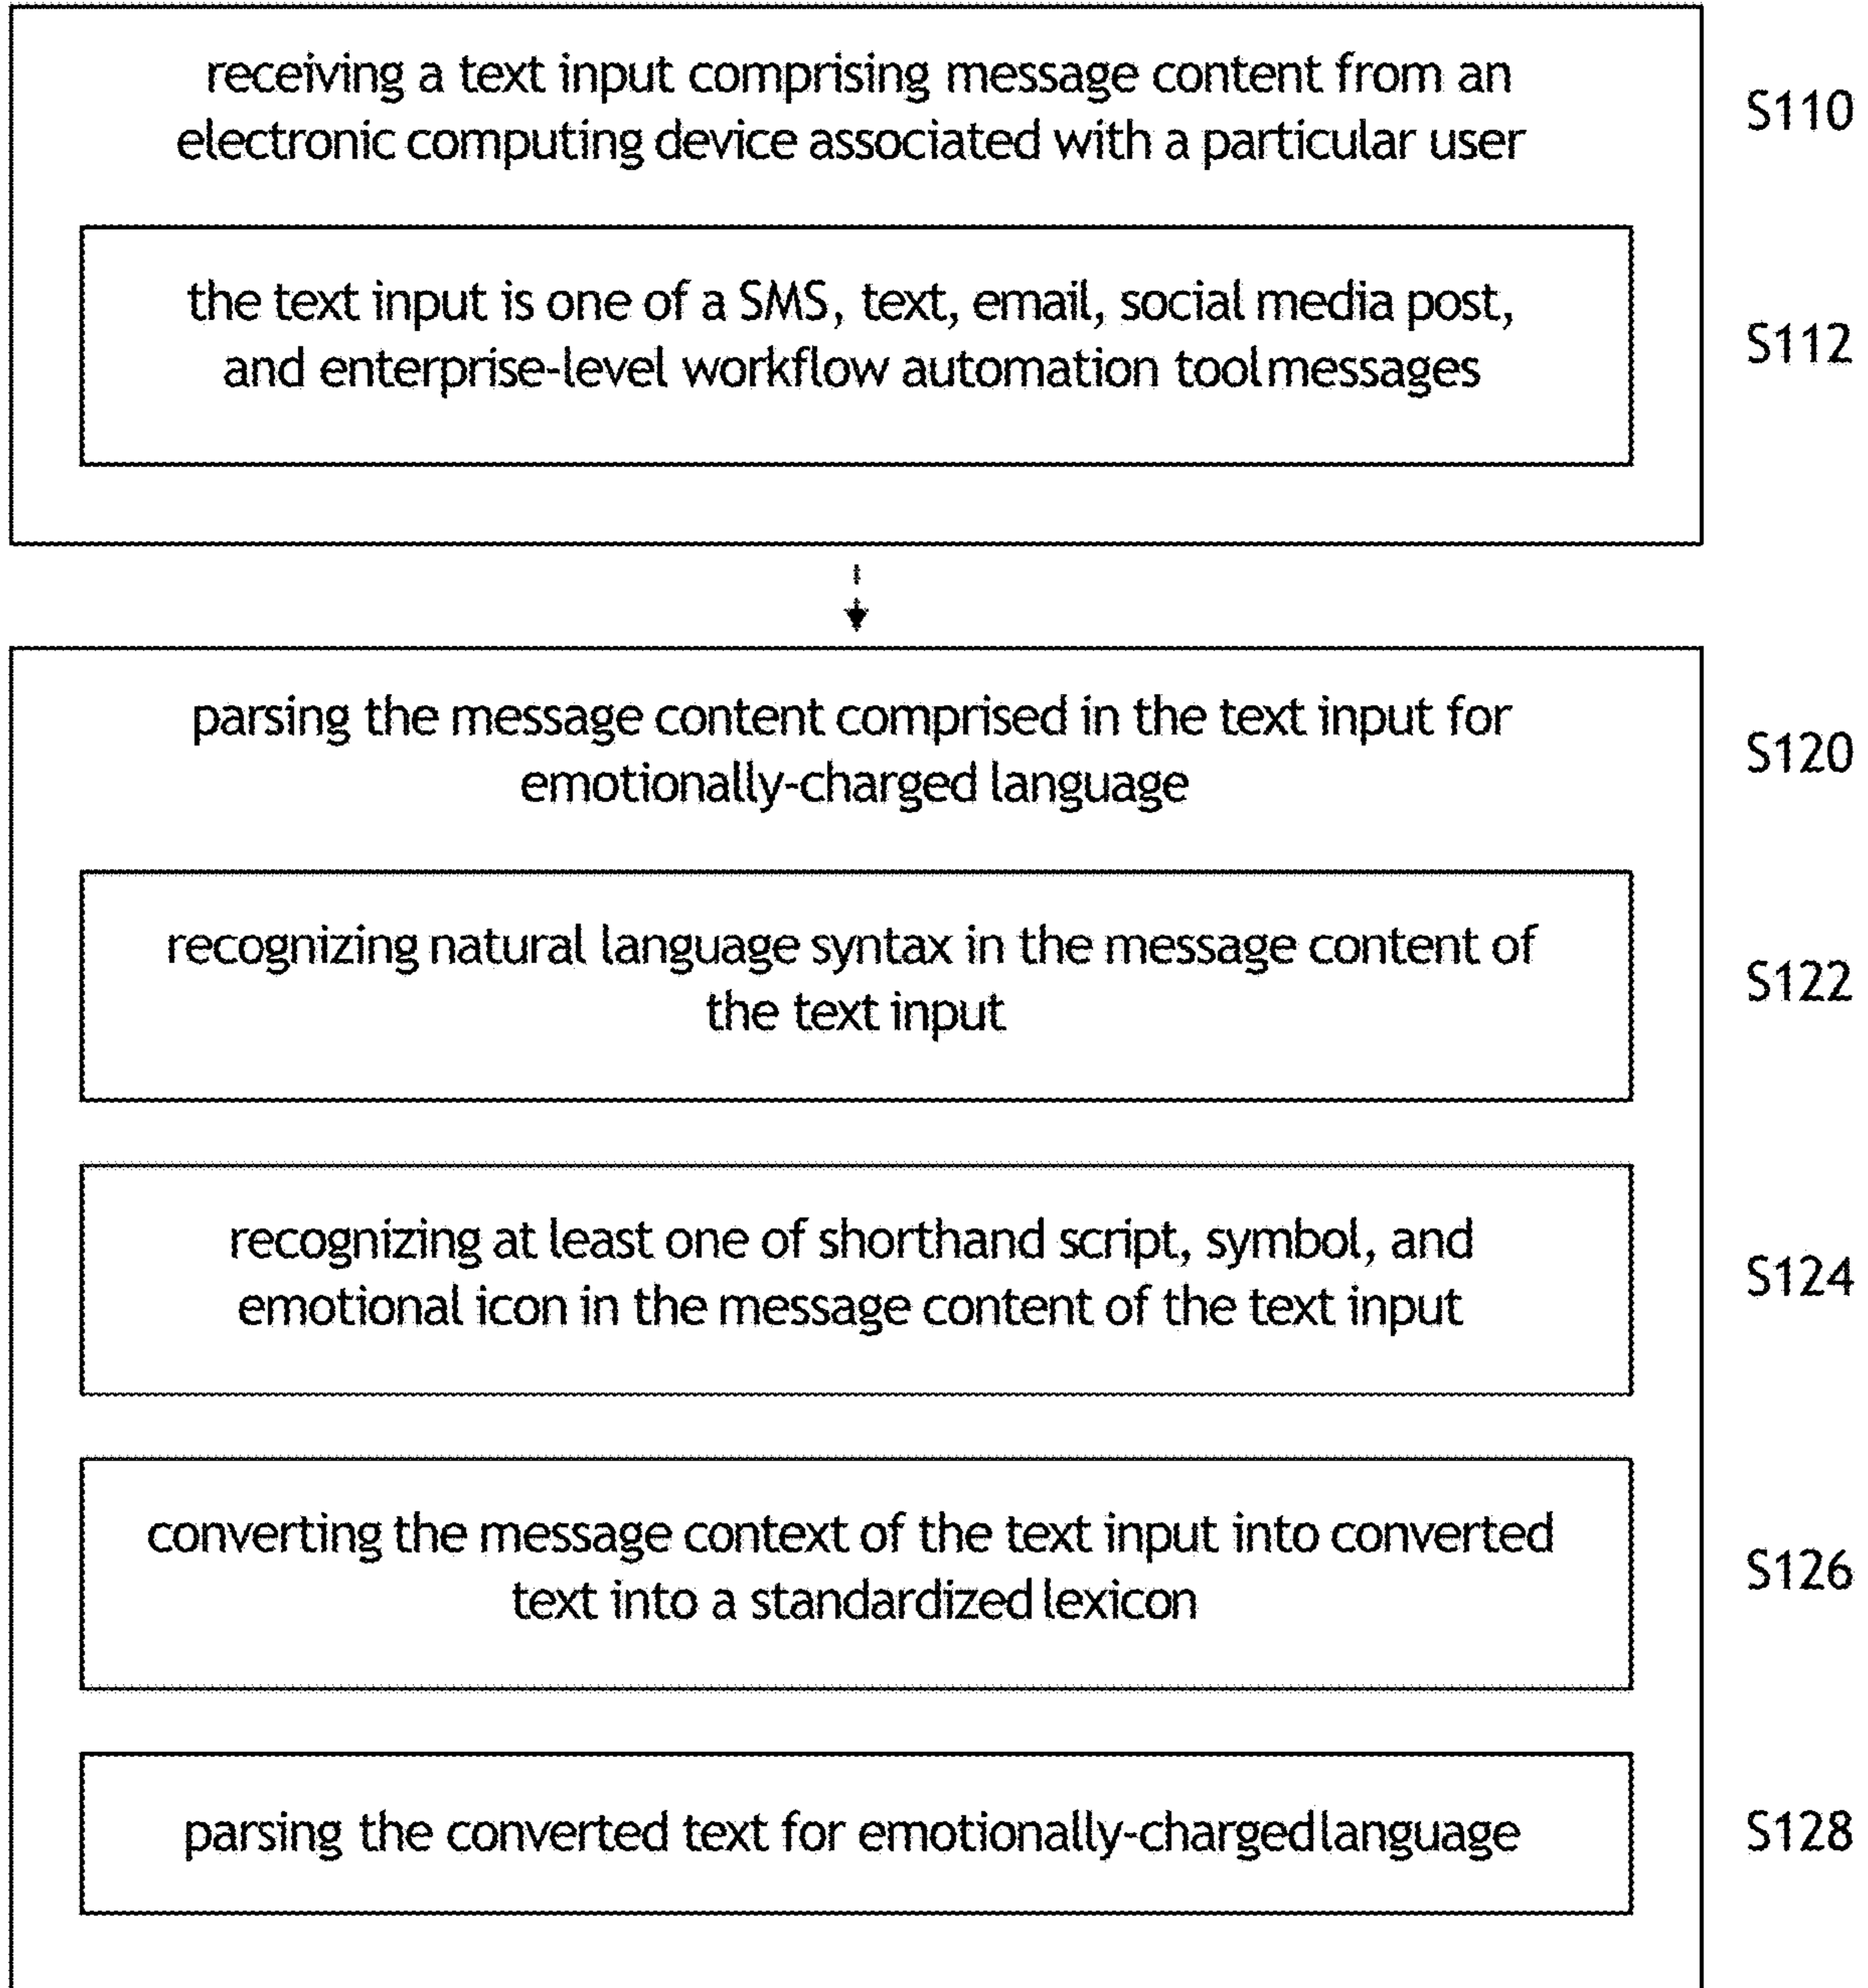 receiving a text input comprising message content from an
electronic computing device associated with a particular user
S110
the text input is one of a SMS, text, email, social media post,
and enterprise-level workflow automation tool messages
S112
parsing the message content comprised in the text input for
emotionally-charged language
S120
recognizing natural language syntax in the message content of
the text input
S122
recognizing at least one of shorthand script, symbol, and
emotional icon in the message content of the text input
S124
converting the message context of the text input into converted
text into a standardized lexicon
S126
parsing the converted text for emotionally-charged language
S128